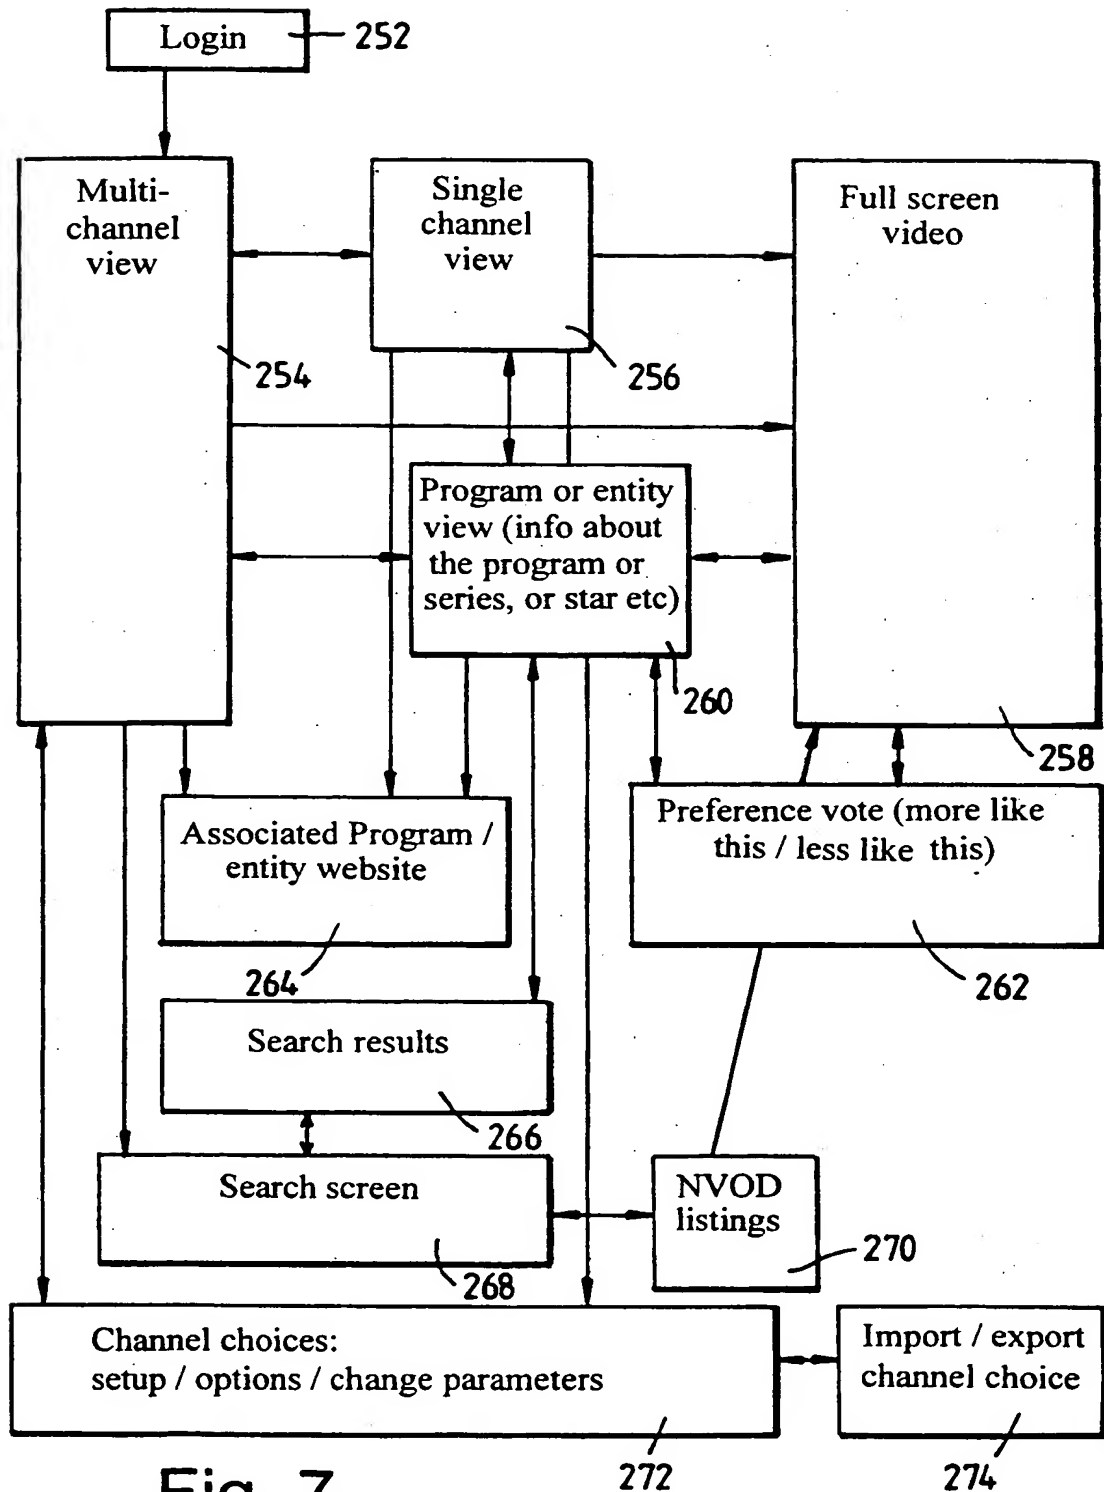 Login
252
Multi-
channel
view
254
Single
channel
view
256
Full screen
video
258
Program or entity
view (info about
the program or
series, or star etc)
260
Associated Program /
entity website
264
Preference vote (more like
this / less like this)
262
Search results
266
Search screen
268
NVOD
listings
270
Channel choices:
setup / options / change parameters
272
Import / export
channel choice
274
Fig. 7